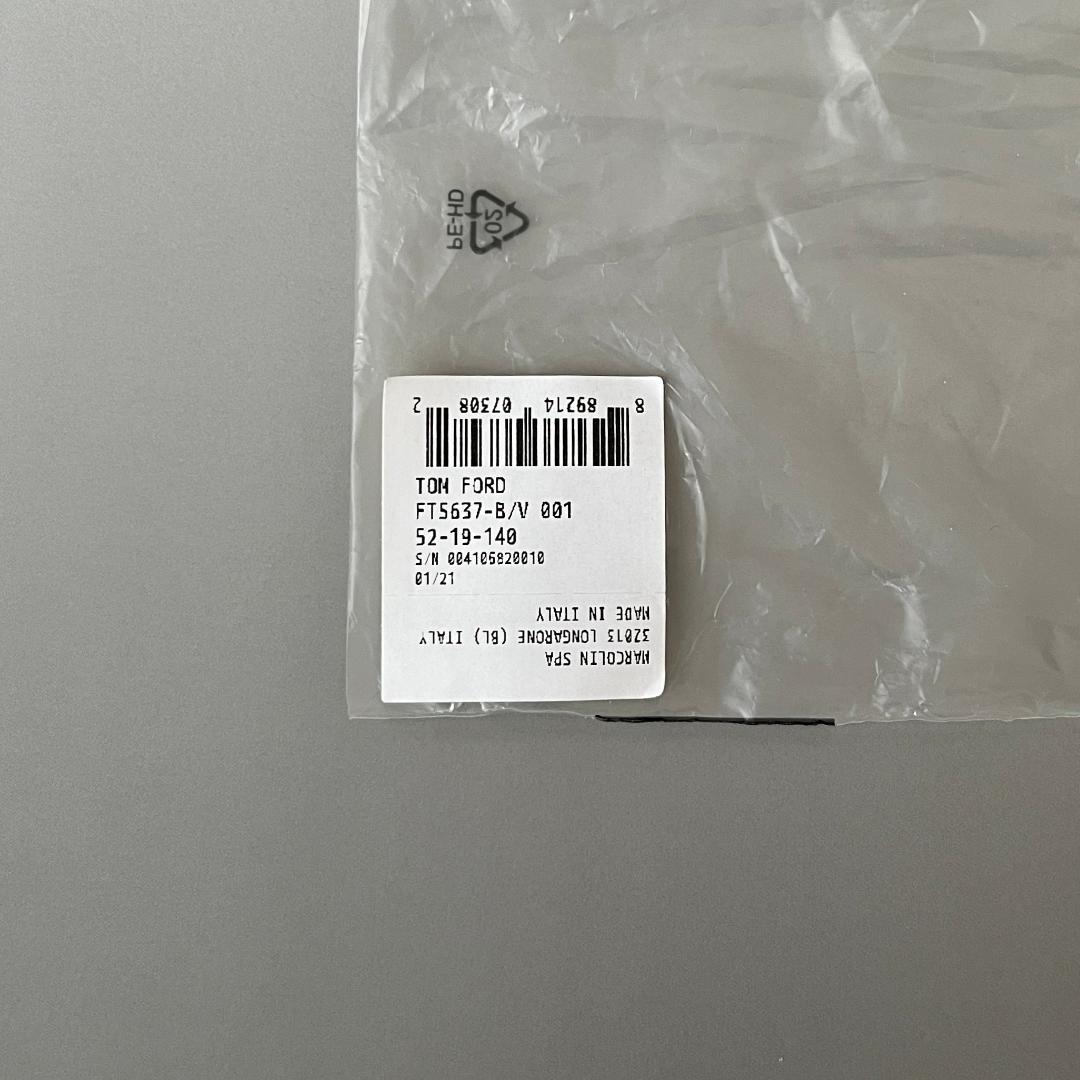 PE-HD
02
8 89214 07308 2
TOM FORD
FT5637-B/V 001
52-19-140
S/N 004106820010
01/21
MARCOLIN SPA
32013 LONGARONE (BL) ITALY
MADE IN ITALY